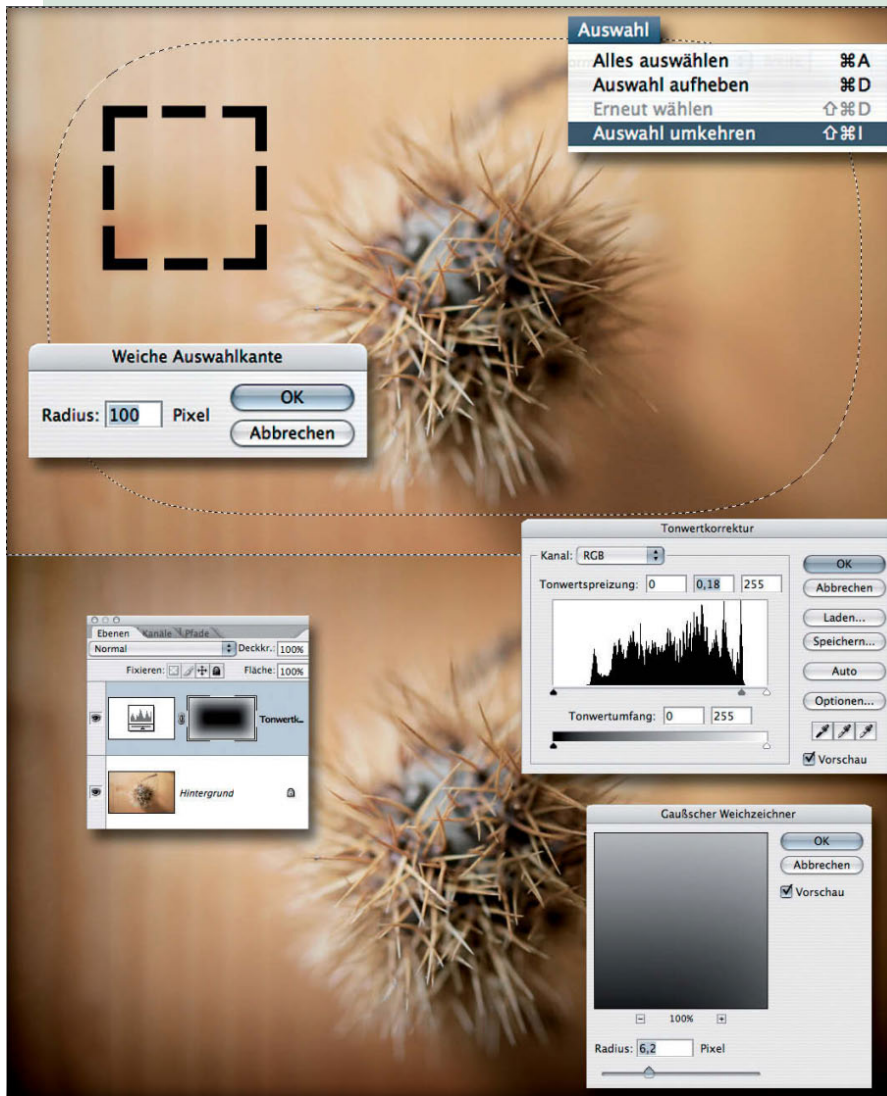 Auswahl
Alles auswählen ⌘A
Auswahl aufheben ⌘D
Erneut wählen ⇧⌘D
Auswahl umkehren ⇧⌘I
Weiche Auswahlkante
Radius: 100 Pixel
OK
Abbrechen
Tonwertkorrektur
Kanal: RGB
OK
Tonwertspreizung: 0 0,18 255
Abbrechen
Laden...
Speichern...
Auto
Optionen...
Tonwertumfang: 0 255
Vorschau
Ebenen Kanäle Pfade
Normal Deckkr.: 100%
Fixieren: Fläche: 100%
Tonwertk...
Hintergrund
Gaußscher Weichzeichner
OK
Abbrechen
Vorschau
100%
Radius: 6,2 Pixel